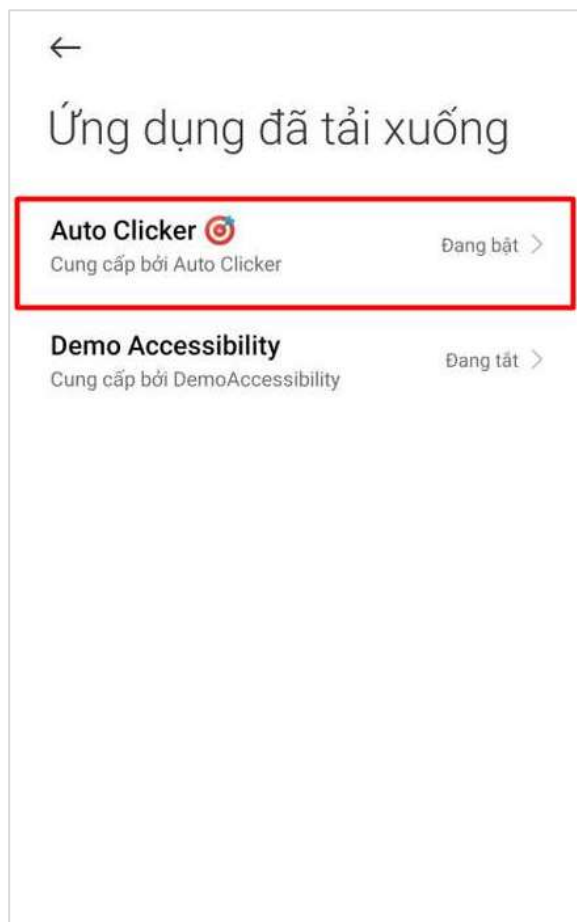 Ứng dụng đã tải xuống
Auto Clicker 🎯
Cung cấp bởi Auto Clicker
Đang bật
Demo Accessibility
Cung cấp bởi DemoAccessibility
Đang tắt